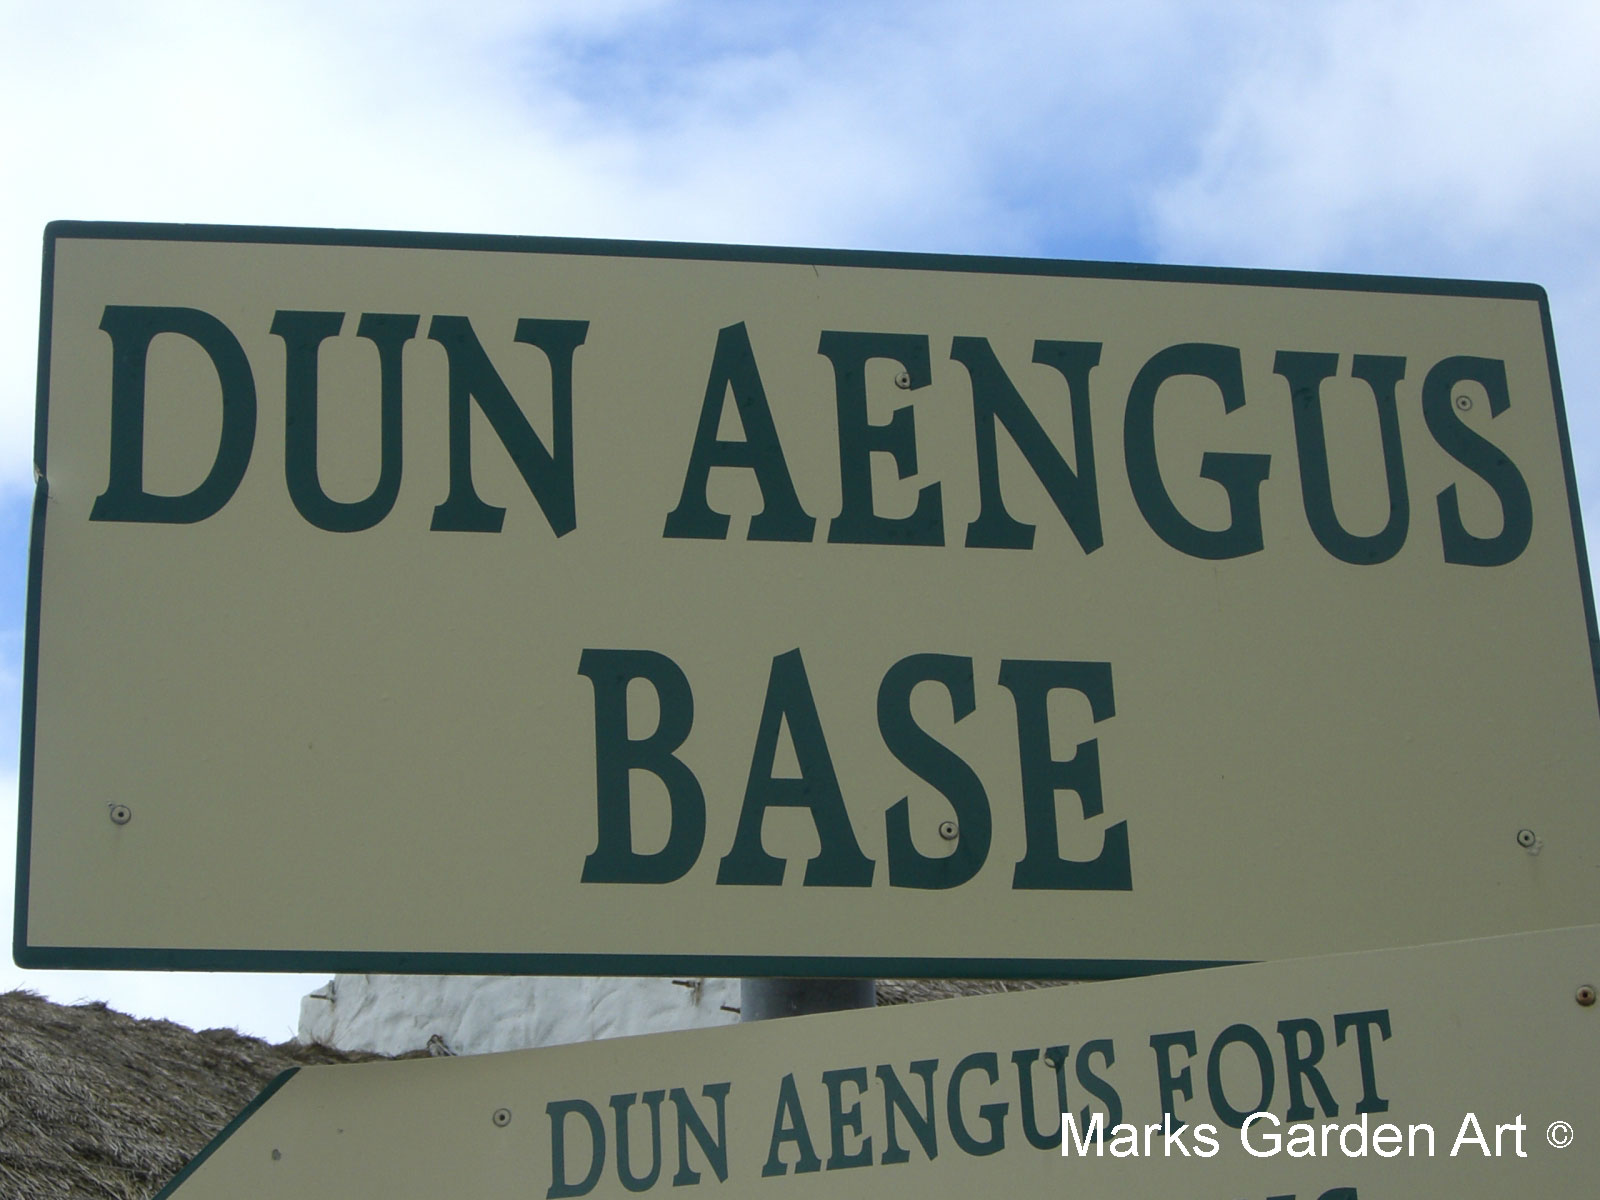 DUN AENGUS
BASE
DUN AENGUS FORT
Marks Garden Art ©